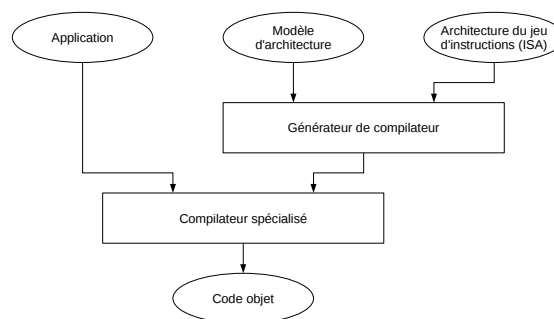 Application
Modèle
d'architecture
Architecture du jeu
d'instructions (ISA)
Générateur de compilateur
Compilateur spécialisé
Code objet